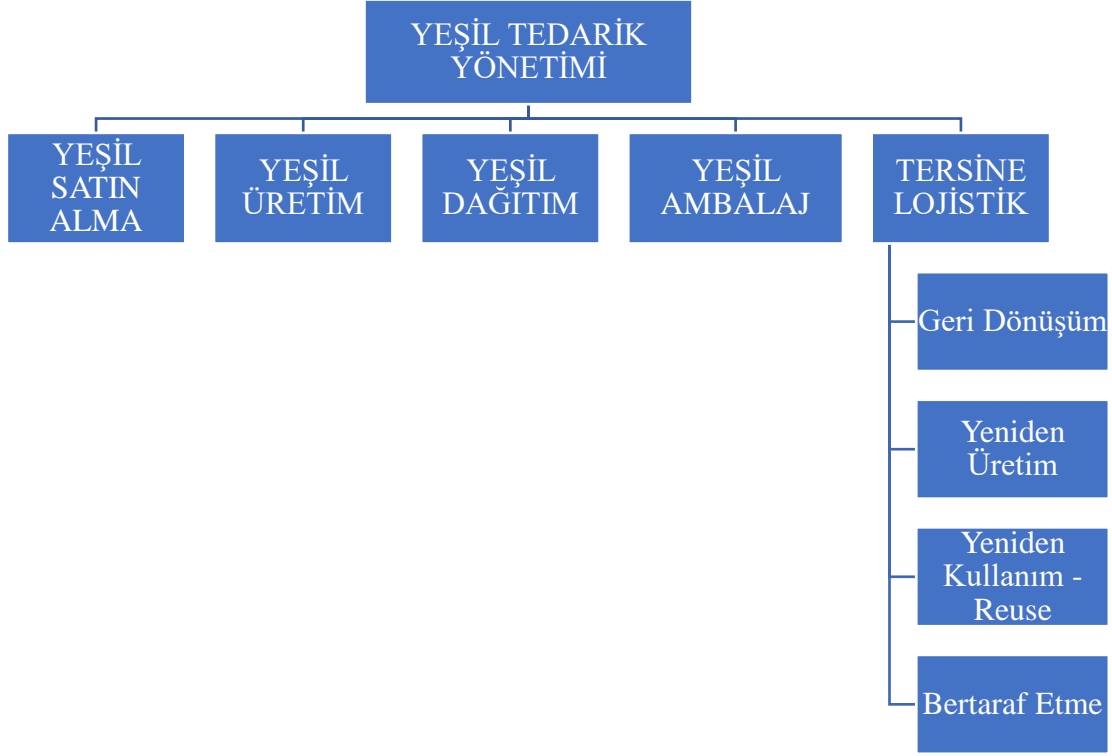 YEŞİL TEDARİK
YÖNETİMİ
YEŞİL
SATIN
ALMA
YEŞİL
ÜRETİM
YEŞİL
DAĞITIM
YEŞİL
AMBALAJ
TERSİNE
LOJİSTİK
Geri Dönüşüm
Yeniden
Üretim
Yeniden
Kullanım -
Reuse
Bertaraf Etme